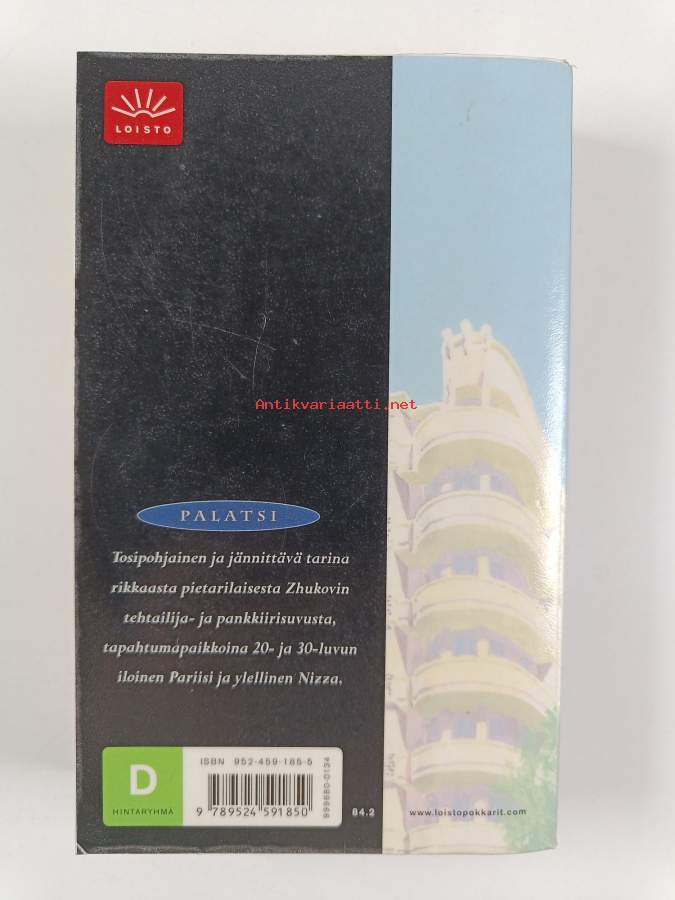 LOISTO
Antikvariaatti.net
PALATSI
Tosipohjainen ja jännittävä tarina
rikkaasta pietarilaisesta Zhukovin
tehtailija- ja pankkiirisuvusta,
tapahtumapaikkoina 20- ja 30-luvun
iloinen Pariisi ja ylellinen Nizza.
D
HINTARYHMÄ
ISBN 952-459-185-5
9 789524 591850
999880-0134
84.2
www.loistopokkarit.com